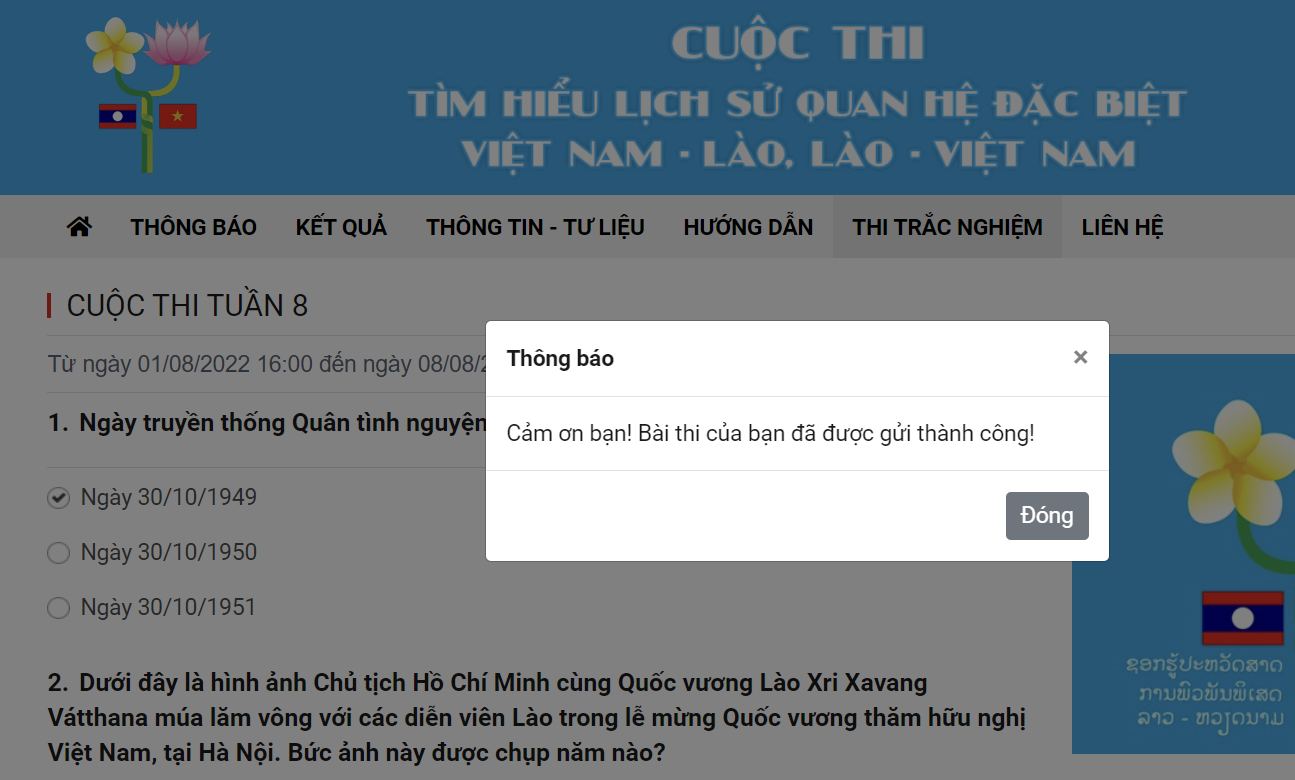 CUỘC THI
TÌM HIỂU LỊCH SỬ QUAN HỆ ĐẶC BIỆT
VIỆT NAM - LÀO, LÀO - VIỆT NAM
THÔNG BÁO KẾT QUẢ THÔNG TIN - TƯ LIỆU HƯỚNG DẪN THI TRẮC NGHIỆM LIÊN HỆ
CUỘC THI TUẦN 8
Từ ngày 01/08/2022 16:00 đến ngày 08/08/2
Thông báo ×
Cảm ơn bạn! Bài thi của bạn đã được gửi thành công!
Đóng
1. Ngày truyền thống Quân tình nguyện
Ngày 30/10/1949
Ngày 30/10/1950
Ngày 30/10/1951
2. Dưới đây là hình ảnh Chủ tịch Hồ Chí Minh cùng Quốc vương Lào Xri Xavang
Vátthana múa lăm vông với các diễn viên Lào trong lễ mừng Quốc vương thăm hữu nghị
Việt Nam, tại Hà Nội. Bức ảnh này được chụp năm nào?
ຊອກຮູ້ປະຫວັດສາດ
ການພົວພັນພິເສດ
ລາວ - ຫວຽດນາມ